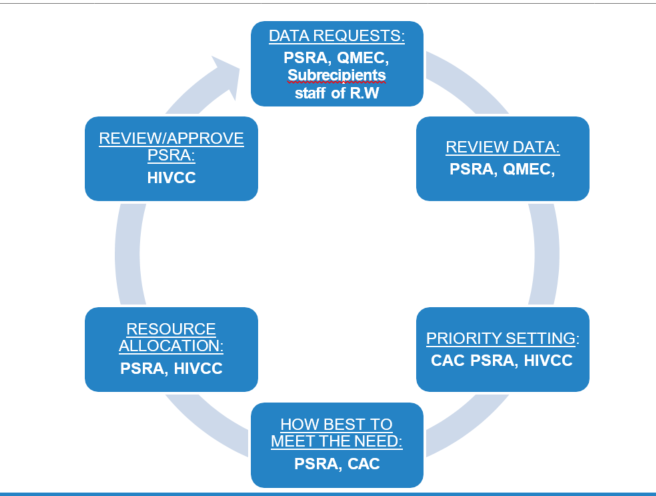 DATA REQUESTS:
PSRA, QMEC,
Subrecipients
staff of R.W
REVIEW DATA:
PSRA, QMEC,
PRIORITY SETTING:
CAC PSRA, HIVCC
HOW BEST TO
MEET THE NEED:
PSRA, CAC
RESOURCE
ALLOCATION:
PSRA, HIVCC
REVIEW/APPROVE
PSRA:
HIVCC